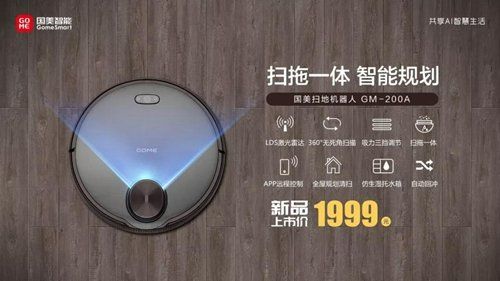 GO
ME
国美智能
GomeSmart
共享AI智慧生活
扫拖一体 智能规划
国美扫地机器人 GM-200A
GOME
LDS激光雷达
360°无死角扫描
吸力三挡调节
扫拖一体
APP远程控制
全屋规划清扫
仿生湿托水箱
自动回冲
新品
上市价
1999元